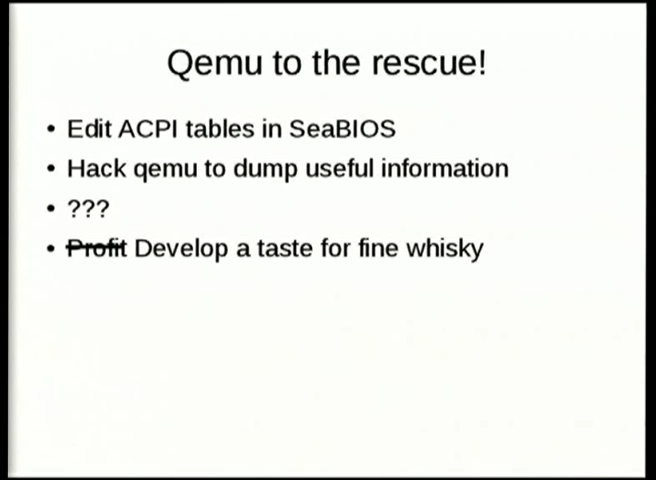 Qemu to the rescue!
• Edit ACPI tables in SeaBIOS
• Hack qemu to dump useful information
• ???
• Profit Develop a taste for fine whisky